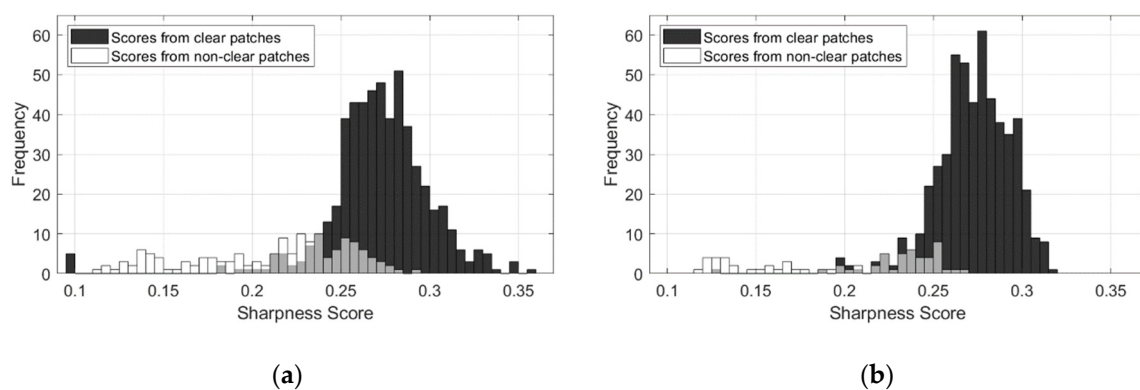 Scores from clear patches
Scores from non-clear patches
60
50
40
30
20
10
0
Frequency
0.1 0.15 0.2 0.25 0.3 0.35
Sharpness Score
(a)
Scores from clear patches
Scores from non-clear patches
60
50
40
30
20
10
0
Frequency
0.1 0.15 0.2 0.25 0.3 0.35
Sharpness Score
(b)